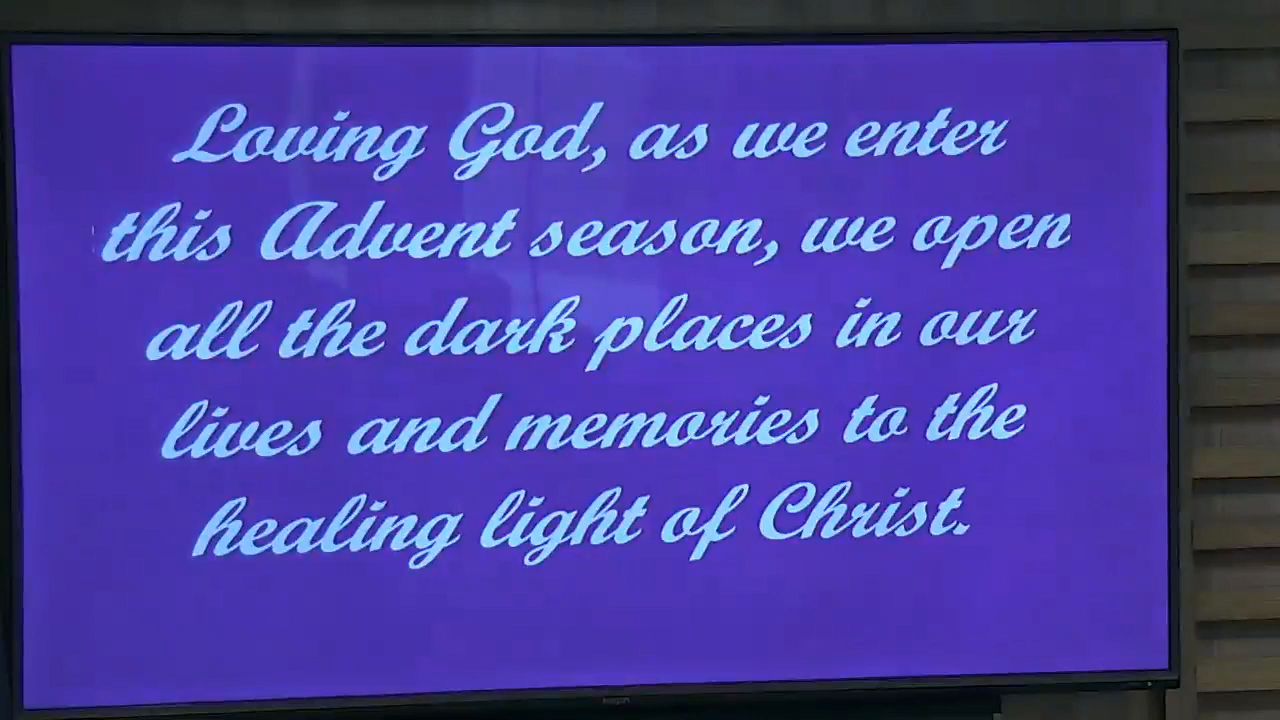 Loving God, as we enter
this Advent season, we open
all the dark places in our
lives and memories to the
healing light of Christ.